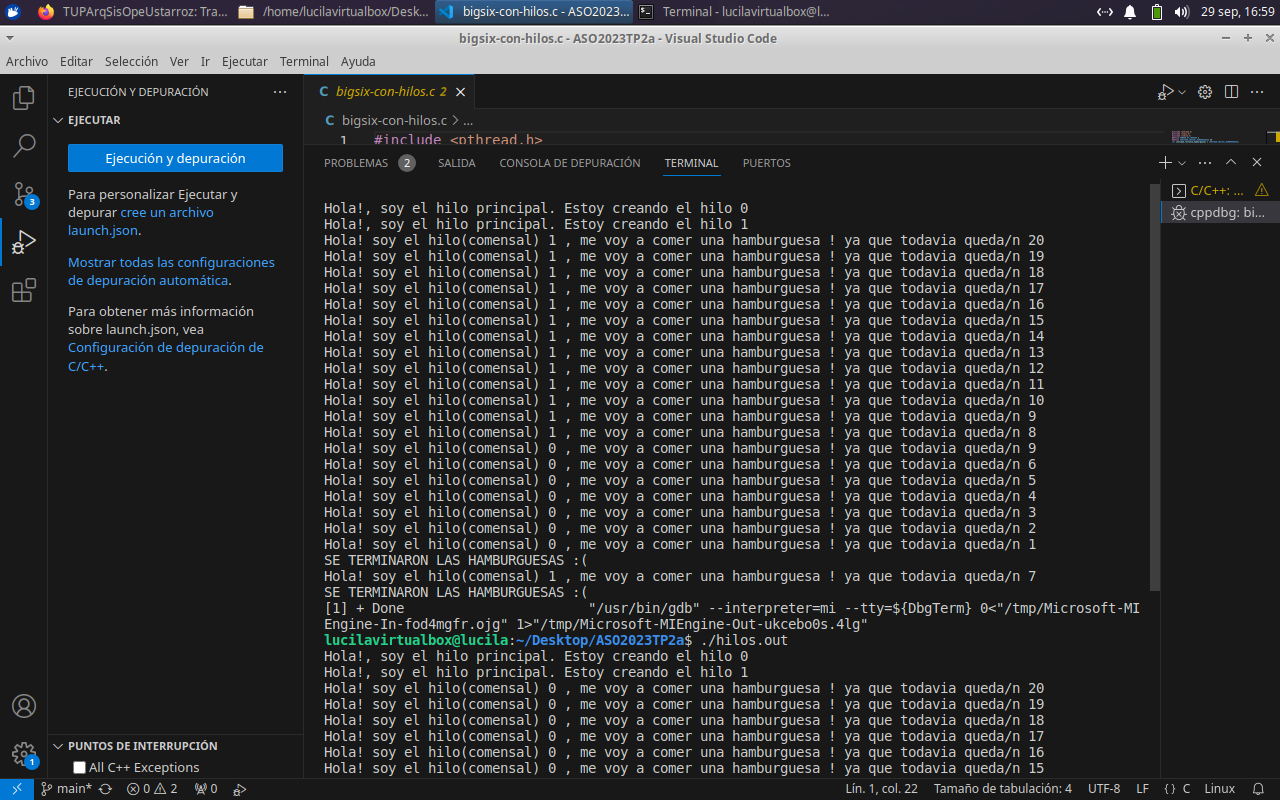 TUPArqSisOpeUstarroz: Tra...
/home/lucilavirtualbox/Desk...
bigsix-con-hilos.c - ASO2023...
Terminal - lucilavirtualbox@l...
29 sep, 16:59
bigsix-con-hilos.c - ASO2023TP2a - Visual Studio Code
Archivo Editar Selección Ver Ir Ejecutar Terminal Ayuda
EJECUCIÓN Y DEPURACIÓN
EJECUTAR
Ejecución y depuración
Para personalizar Ejecutar y
depurar cree un archivo
launch.json.
Mostrar todas las configuraciones
de depuración automática.
Para obtener más información
sobre launch.json, vea
Configuración de depuración de
C/C++.
3
1
PUNTOS DE INTERRUPCIÓN
All C++ Exceptions
C bigsix-con-hilos.c 2
C bigsix-con-hilos.c > ...
1 #include <pthread.h>
PROBLEMAS 2 SALIDA CONSOLA DE DEPURACIÓN TERMINAL PUERTOS
C/C++: ...
cppdbg: bi...
Hola!, soy el hilo principal. Estoy creando el hilo 0
Hola!, soy el hilo principal. Estoy creando el hilo 1
Hola! soy el hilo(comensal) 1 , me voy a comer una hamburguesa ! ya que todavia queda/n 20
Hola! soy el hilo(comensal) 1 , me voy a comer una hamburguesa ! ya que todavia queda/n 19
Hola! soy el hilo(comensal) 1 , me voy a comer una hamburguesa ! ya que todavia queda/n 18
Hola! soy el hilo(comensal) 1 , me voy a comer una hamburguesa ! ya que todavia queda/n 17
Hola! soy el hilo(comensal) 1 , me voy a comer una hamburguesa ! ya que todavia queda/n 16
Hola! soy el hilo(comensal) 1 , me voy a comer una hamburguesa ! ya que todavia queda/n 15
Hola! soy el hilo(comensal) 1 , me voy a comer una hamburguesa ! ya que todavia queda/n 14
Hola! soy el hilo(comensal) 1 , me voy a comer una hamburguesa ! ya que todavia queda/n 13
Hola! soy el hilo(comensal) 1 , me voy a comer una hamburguesa ! ya que todavia queda/n 12
Hola! soy el hilo(comensal) 1 , me voy a comer una hamburguesa ! ya que todavia queda/n 11
Hola! soy el hilo(comensal) 1 , me voy a comer una hamburguesa ! ya que todavia queda/n 10
Hola! soy el hilo(comensal) 1 , me voy a comer una hamburguesa ! ya que todavia queda/n 9
Hola! soy el hilo(comensal) 1 , me voy a comer una hamburguesa ! ya que todavia queda/n 8
Hola! soy el hilo(comensal) 0 , me voy a comer una hamburguesa ! ya que todavia queda/n 9
Hola! soy el hilo(comensal) 0 , me voy a comer una hamburguesa ! ya que todavia queda/n 6
Hola! soy el hilo(comensal) 0 , me voy a comer una hamburguesa ! ya que todavia queda/n 5
Hola! soy el hilo(comensal) 0 , me voy a comer una hamburguesa ! ya que todavia queda/n 4
Hola! soy el hilo(comensal) 0 , me voy a comer una hamburguesa ! ya que todavia queda/n 3
Hola! soy el hilo(comensal) 0 , me voy a comer una hamburguesa ! ya que todavia queda/n 2
Hola! soy el hilo(comensal) 0 , me voy a comer una hamburguesa ! ya que todavia queda/n 1
SE TERMINARON LAS HAMBURGUESAS :(
Hola! soy el hilo(comensal) 1 , me voy a comer una hamburguesa ! ya que todavia queda/n 7
SE TERMINARON LAS HAMBURGUESAS :(
[1] + Done "/usr/bin/gdb" --interpreter=mi --tty=${DbgTerm} 0<"/tmp/Microsoft-MI
Engine-In-fod4mgfr.ojg" 1>"/tmp/Microsoft-MIEngine-Out-ukcebo0s.4lg"
lucilavirtualbox@lucila:~/Desktop/ASO2023TP2a$ ./hilos.out
Hola!, soy el hilo principal. Estoy creando el hilo 0
Hola!, soy el hilo principal. Estoy creando el hilo 1
Hola! soy el hilo(comensal) 0 , me voy a comer una hamburguesa ! ya que todavia queda/n 20
Hola! soy el hilo(comensal) 0 , me voy a comer una hamburguesa ! ya que todavia queda/n 19
Hola! soy el hilo(comensal) 0 , me voy a comer una hamburguesa ! ya que todavia queda/n 18
Hola! soy el hilo(comensal) 0 , me voy a comer una hamburguesa ! ya que todavia queda/n 17
Hola! soy el hilo(comensal) 0 , me voy a comer una hamburguesa ! ya que todavia queda/n 16
Hola! soy el hilo(comensal) 0 , me voy a comer una hamburguesa ! ya que todavia queda/n 15
main* 0 2 0 Lín. 1, col. 22 Tamaño de tabulación: 4 UTF-8 LF {} C Linux